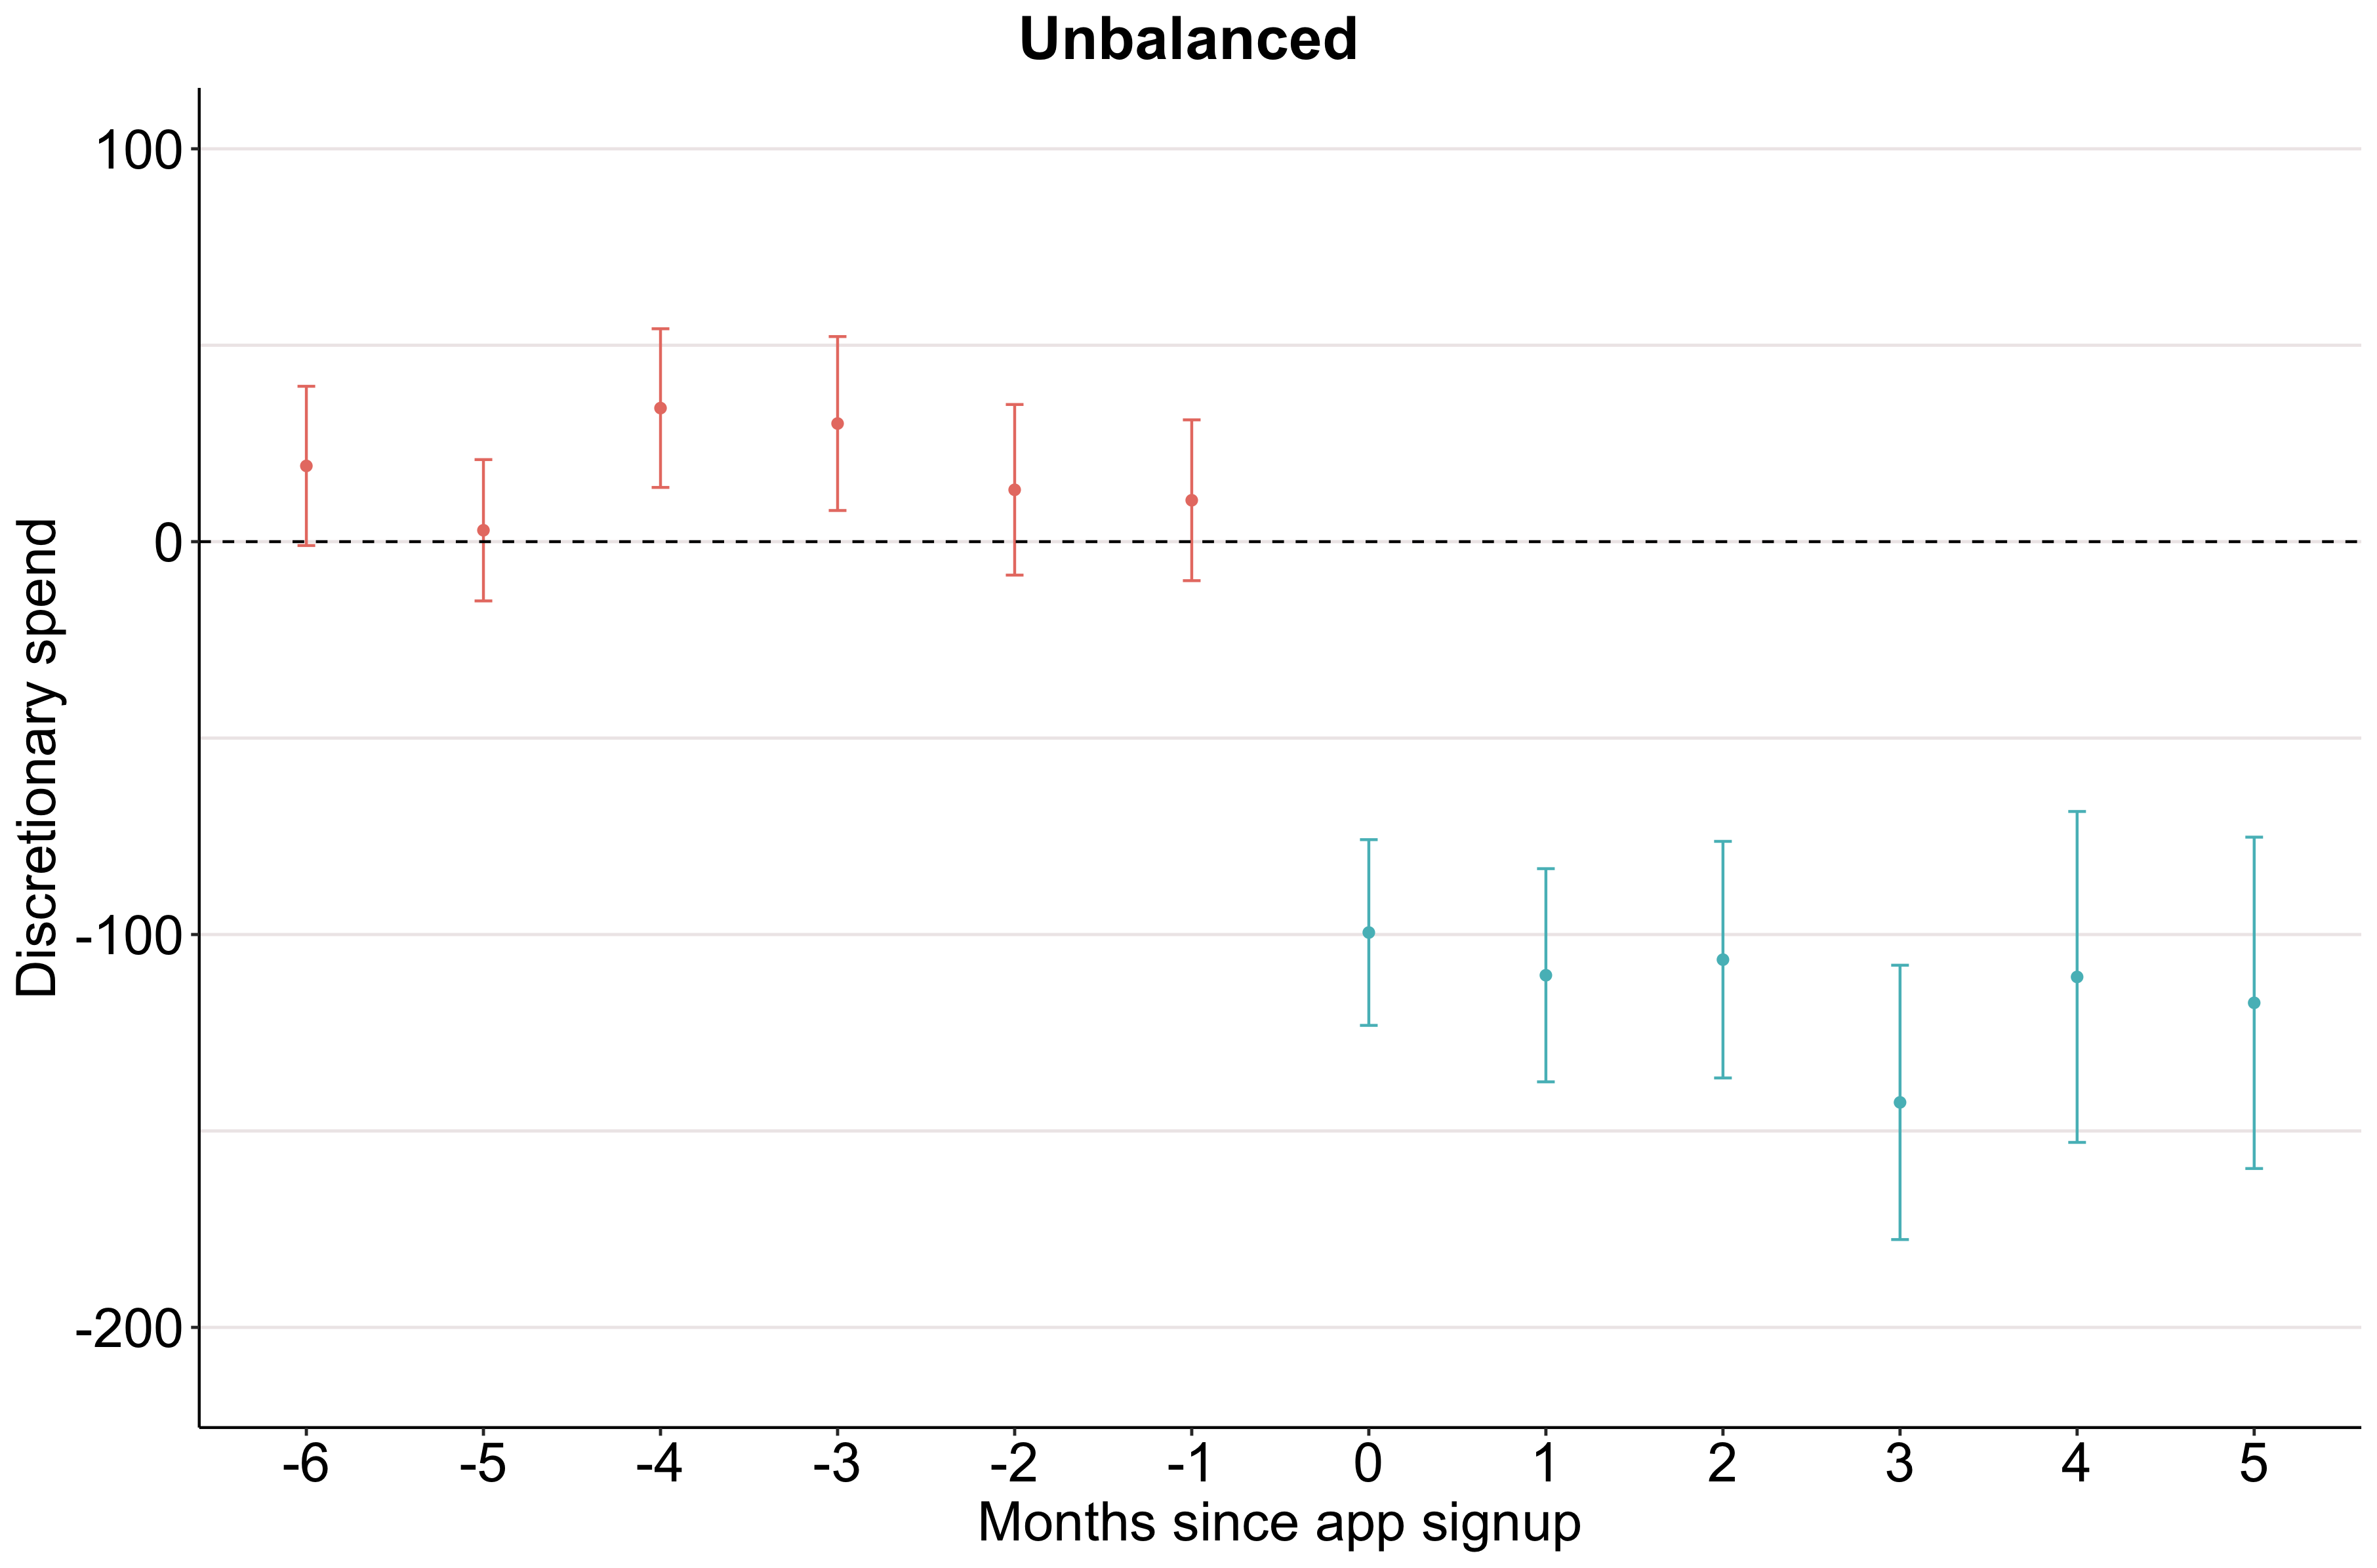 Unbalanced
100
0
-100
-200
Discretionary spend
-6 -5 -4 -3 -2 -1 0 1 2 3 4 5
Months since app signup